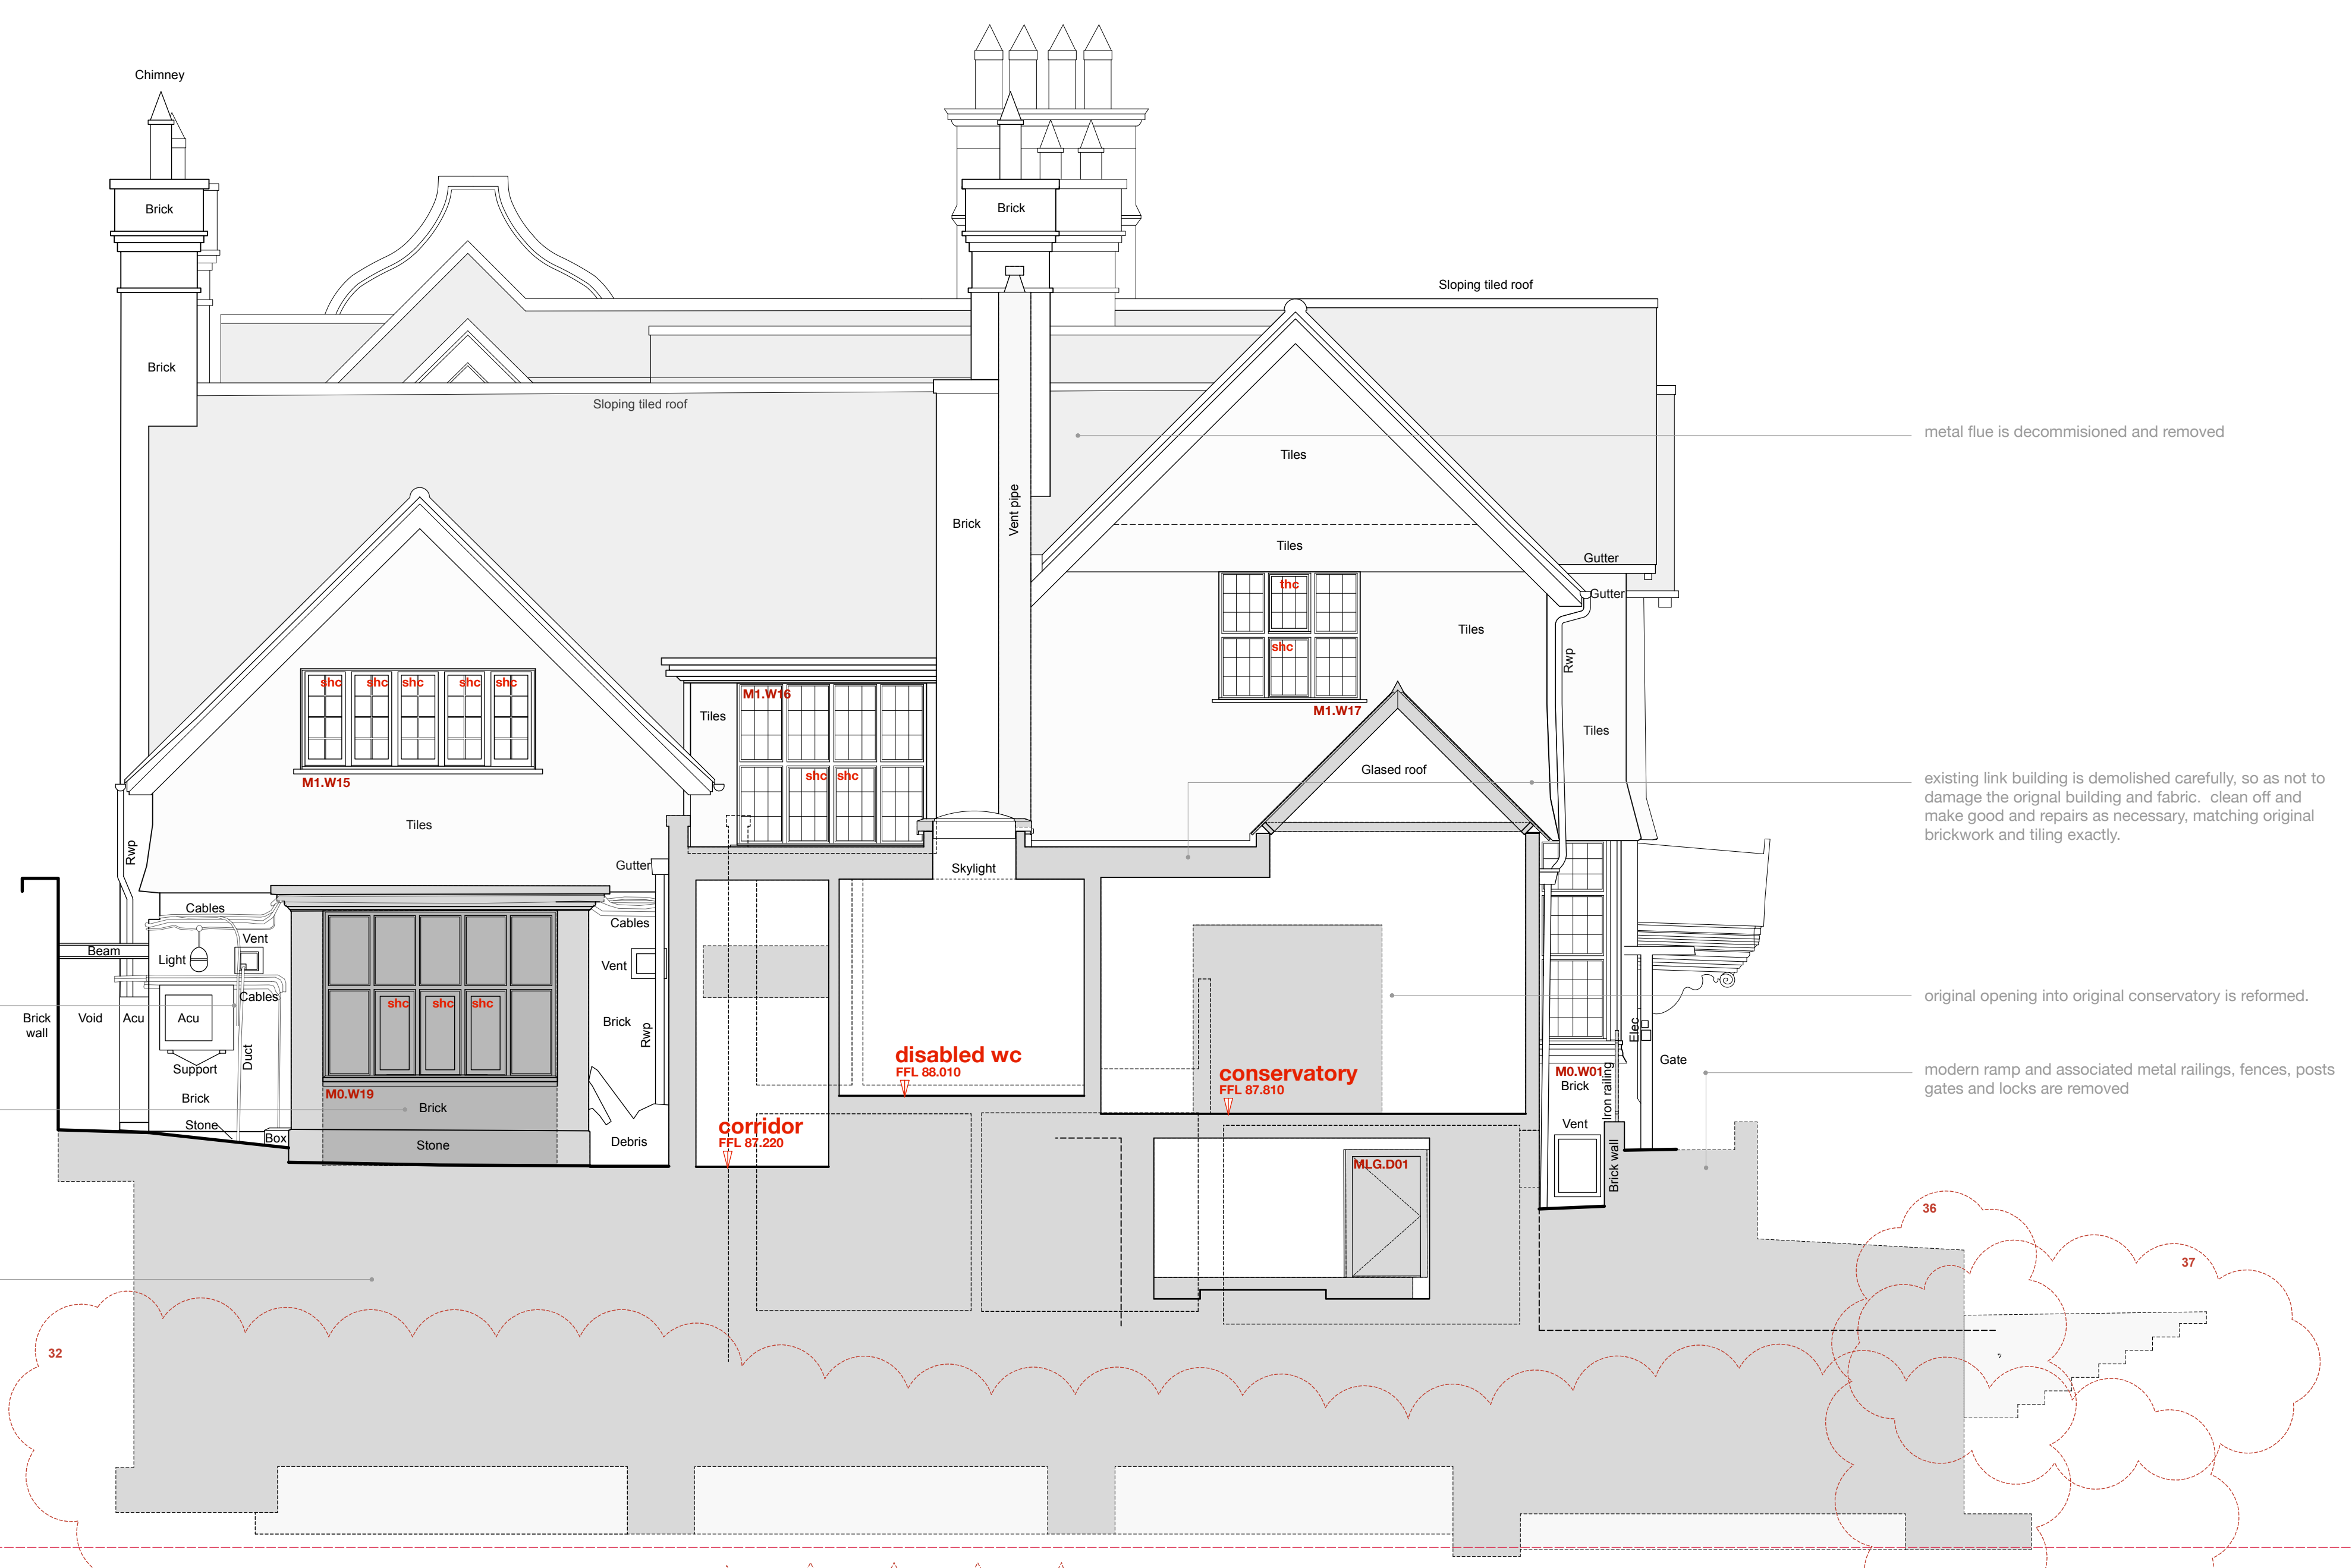 Chimney
Brick
Brick
Sloping tiled roof
Brick
Sloping tiled roof
metal flue is decommisioned and removed
Tiles
Vent pipe
Brick
Tiles
Gutter
thc
Gutter
Tiles
shc
Rwp
shc
shc
shc
shc
shc
M1.W16
M1.W17
Tiles
Tiles
Glased roof
shc
shc
M1.W15
existing link building is demolished carefully, so as not to
damage the orignal building and fabric. clean off and
make good and repairs as necessary, matching original
brickwork and tiling exactly.
Tiles
Rwp
Gutter
Skylight
Cables
Cables
Vent
Beam
Light
Vent
Cables
shc
shc
shc
original opening into original conservatory is reformed.
Brick
wall
Void
Acu
Acu
Brick
Rwp
Elec
Duct
disabled wc
FFL 88.010
Gate
Support
conservatory
FFL 87.810
M0.W01
Brick
Iron railing
modern ramp and associated metal railings, fences, posts
gates and locks are removed
M0.W19
Brick
Brick
Stone
corridor
FFL 87.220
Vent
Box
Stone
Debris
MLG.D01
Brick wall
36
37
32